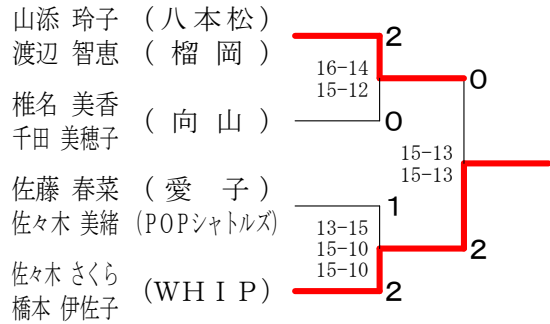 山添 玲子 (八本松)
渡辺 智恵 (榴岡)
2
16-14
15-12
0
椎名 美香
千田 美穂子
(向山)
0
15-13
15-13
佐藤 春菜 (愛 子)
佐々木 美緒 (POPシャトルズ)
1
13-15
15-10
15-10
2
佐々木 さくら
橋本 伊佐子
(WHIP)
2